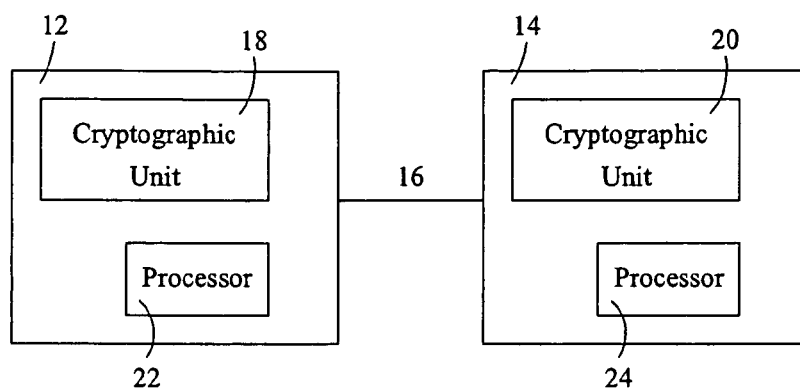 12
18
14
20
Cryptographic
Unit
16
Cryptographic
Unit
Processor
Processor
22
24